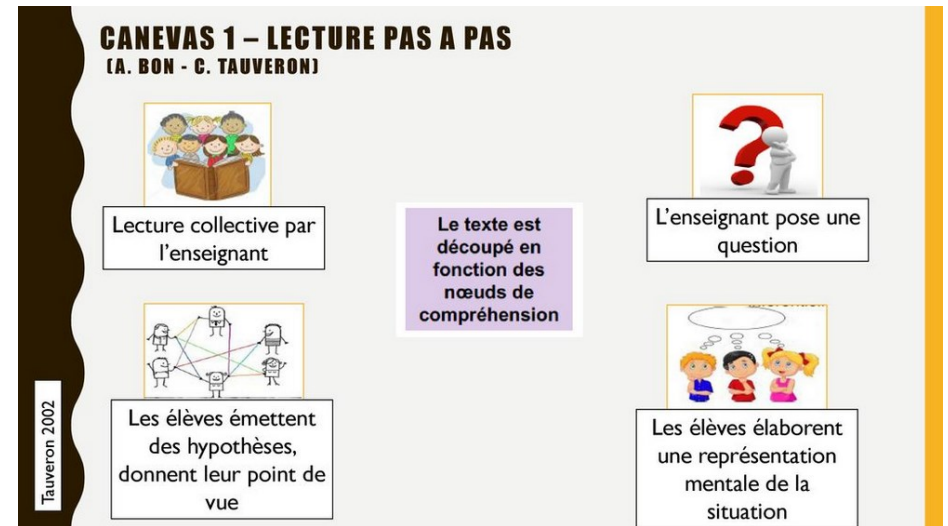 CANEVAS 1 – LECTURE PAS A PAS
(A. BON - C. TAUVERON)
Lecture collective par
l'enseignant
Le texte est
découpé en
fonction des
nœuds de
compréhension
L'enseignant pose une
question
Les élèves émettent
des hypothèses,
donnent leur point de
vue
Les élèves élaborent
une représentation
mentale de la
situation
Tauveron 2002